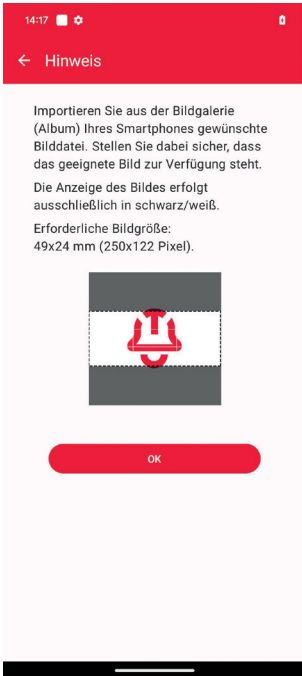 14:17
Hinweis
Importieren Sie aus der Bildgalerie
(Album) Ihres Smartphones gewünschte
Bilddatei. Stellen Sie dabei sicher, dass
das geeignete Bild zur Verfügung steht.
Die Anzeige des Bildes erfolgt
ausschließlich in schwarz/weiß.
Erforderliche Bildgröße:
49x24 mm (250x122 Pixel).
OK